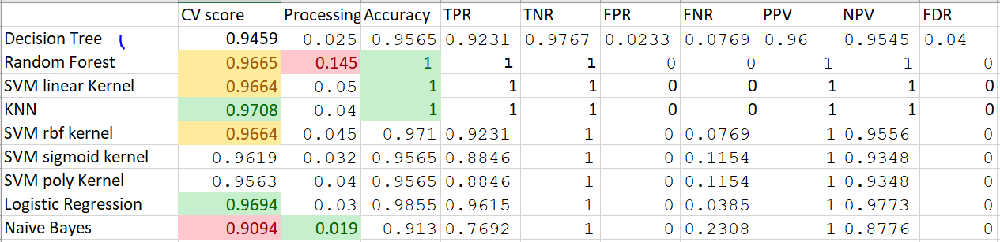 CV score Processing Accuracy TPR TNR FPR FNR PPV NPV FDR
Decision Tree 0.9459 0.025 0.9565 0.9231 0.9767 0.0233 0.0769 0.96 0.9545 0.04
Random Forest 0.9665 0.145 1 1 1 0 0 1 1 0
SVM linear Kernel 0.9664 0.05 1 1 1 0 0 1 1 0
KNN 0.9708 0.04 1 1 1 0 0 1 1 0
SVM rbf kernel 0.9664 0.045 0.971 0.9231 1 0 0.0769 1 0.9556 0
SVM sigmoid kernel 0.9619 0.032 0.9565 0.8846 1 0 0.1154 1 0.9348 0
SVM poly Kernel 0.9563 0.04 0.9565 0.8846 1 0 0.1154 1 0.9348 0
Logistic Regression 0.9694 0.03 0.9855 0.9615 1 0 0.0385 1 0.9773 0
Naive Bayes 0.9094 0.019 0.913 0.7692 1 0 0.2308 1 0.8776 0